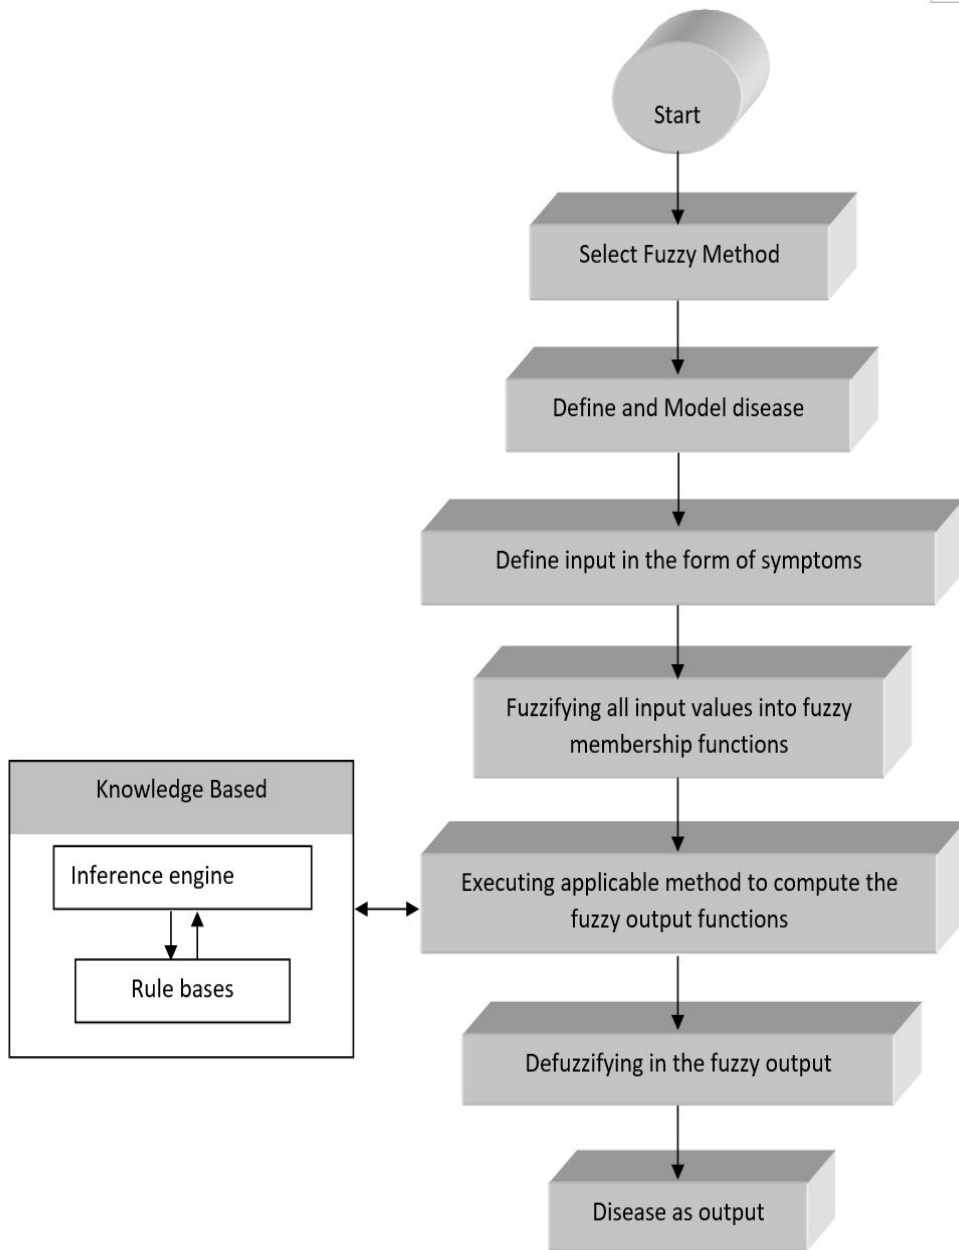 Start
Select Fuzzy Method
Define and Model disease
Define input in the form of symptoms
Fuzzifying all input values into fuzzy
membership functions
Knowledge Based
Inference engine
Rule bases
Executing applicable method to compute the
fuzzy output functions
Defuzzifying in the fuzzy output
Disease as output